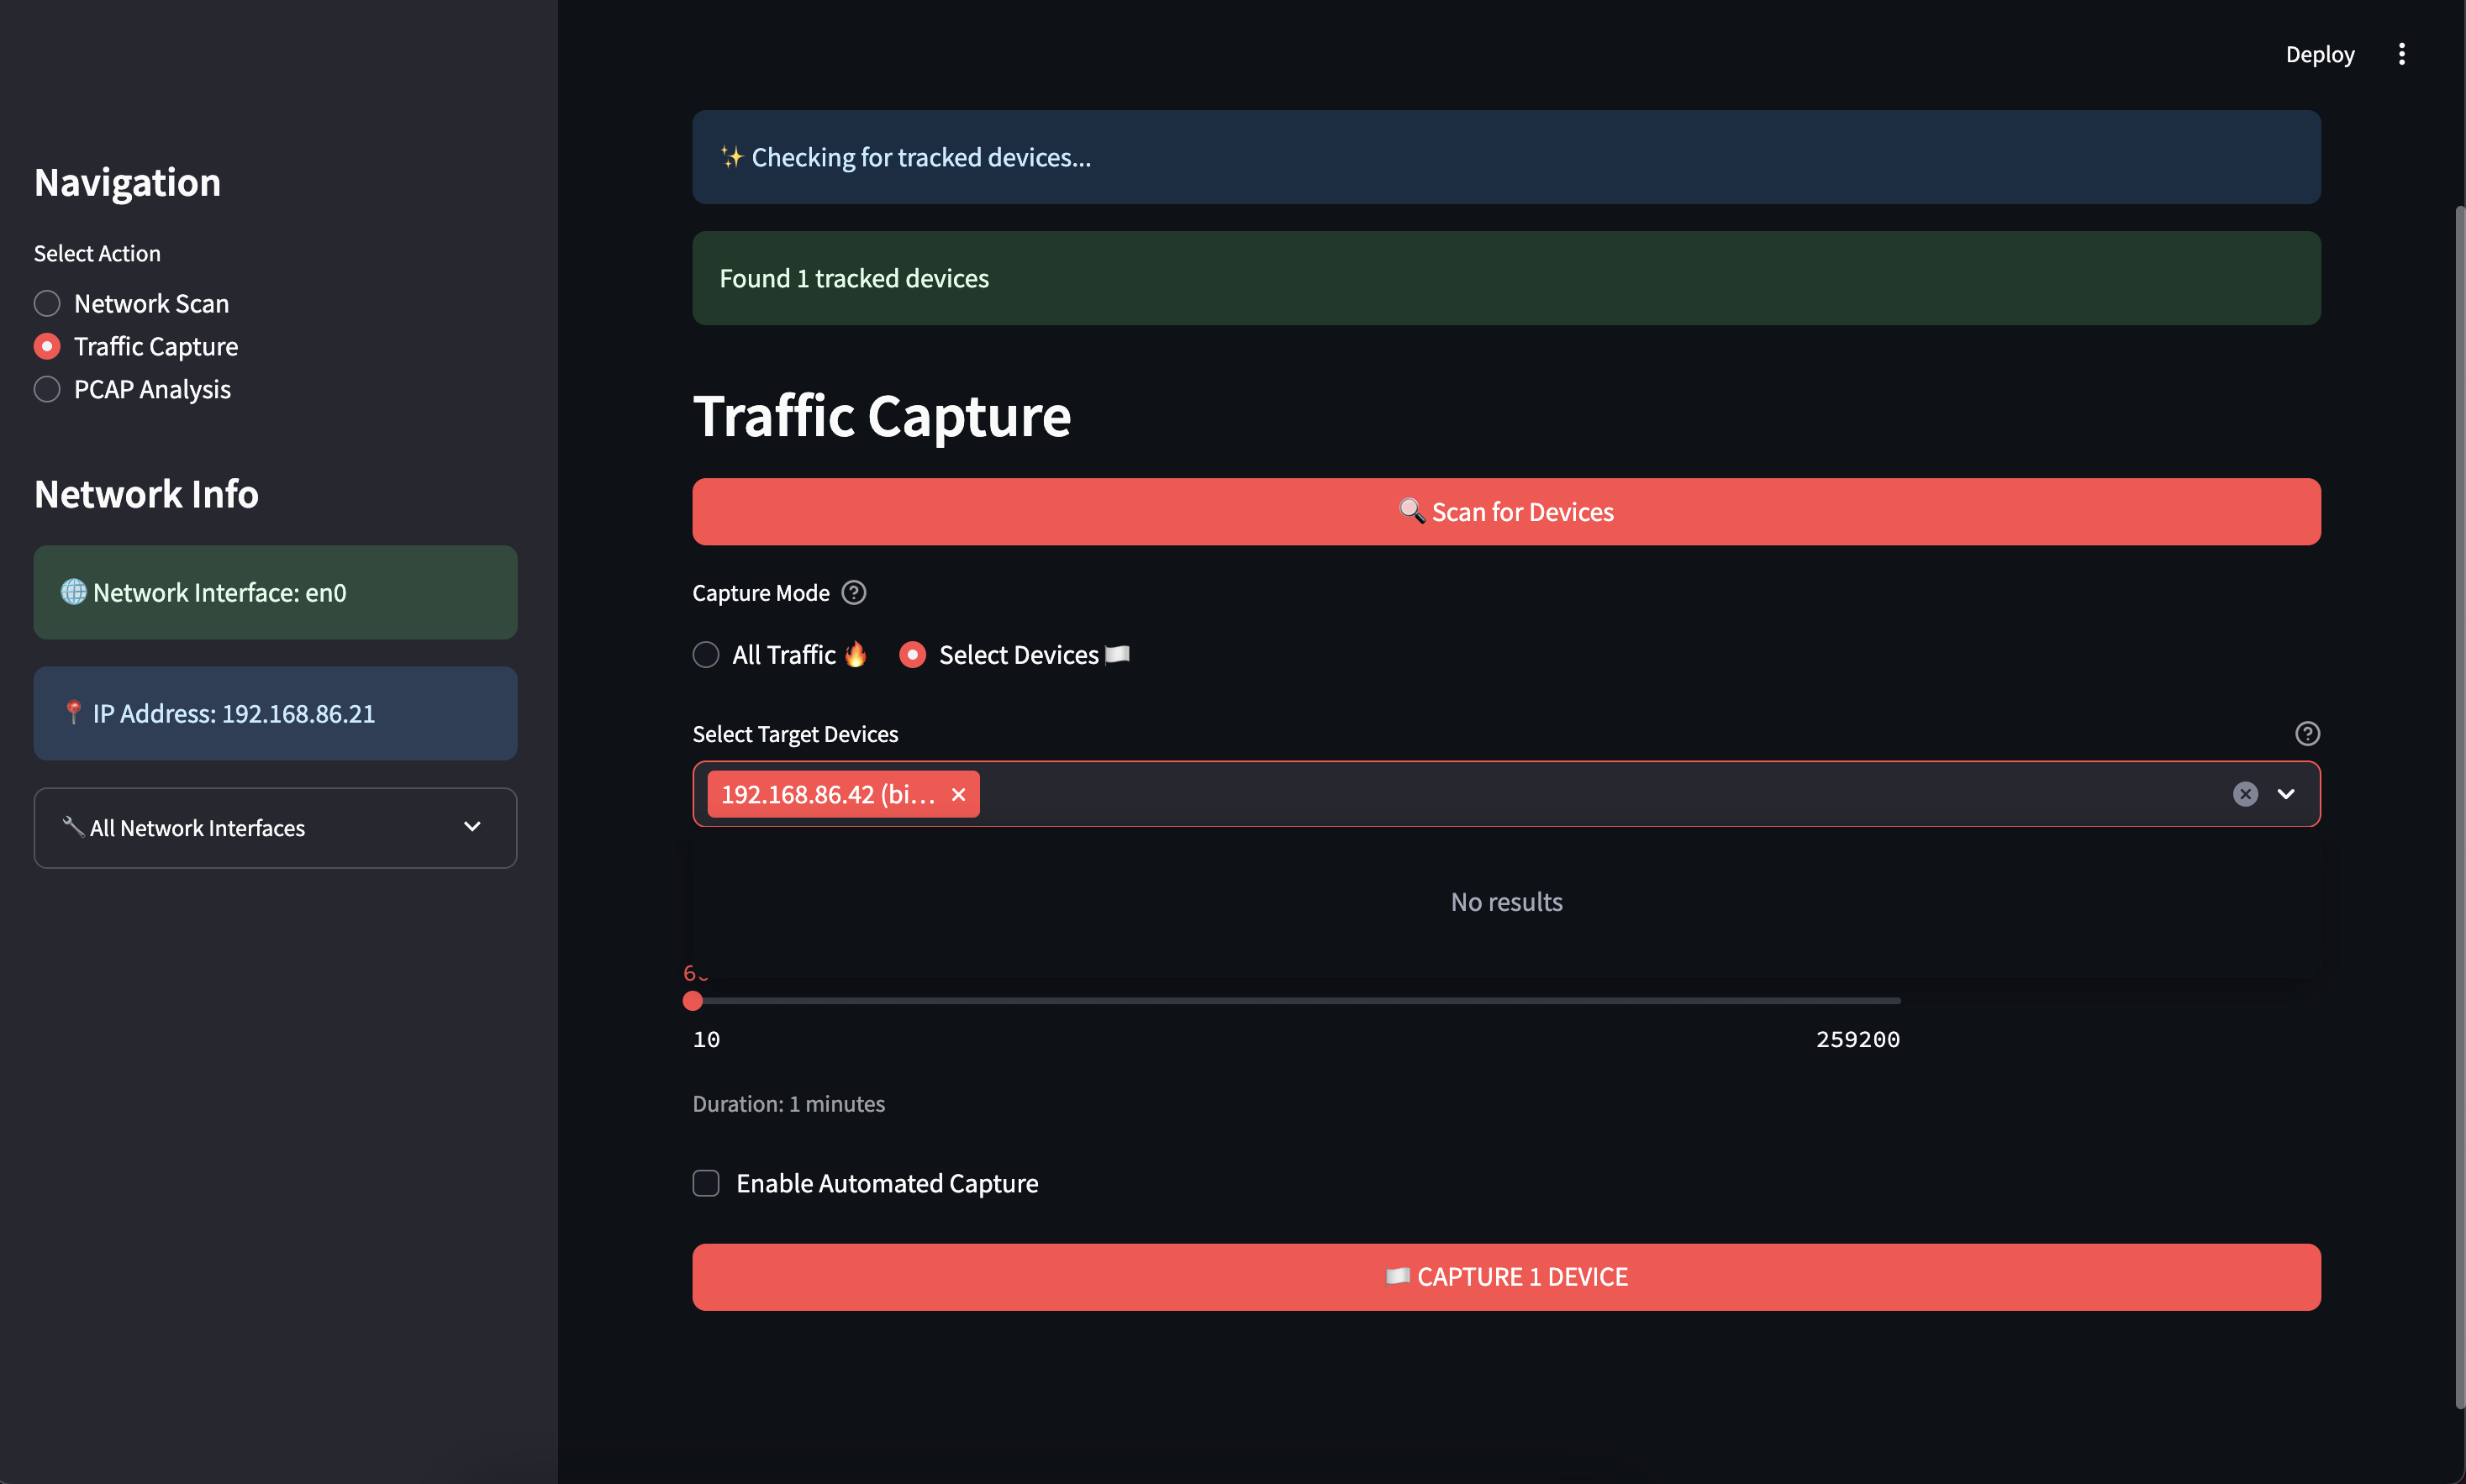 Deploy
Navigation
Select Action
Network Scan
Traffic Capture
PCAP Analysis
Network Info
Network Interface: en0
IP Address: 192.168.86.21
All Network Interfaces
Checking for tracked devices...
Found 1 tracked devices
Traffic Capture
Scan for Devices
Capture Mode
All Traffic
Select Devices
Select Target Devices
192.168.86.42 (bi...
No results
10
259200
Duration: 1 minutes
Enable Automated Capture
CAPTURE 1 DEVICE